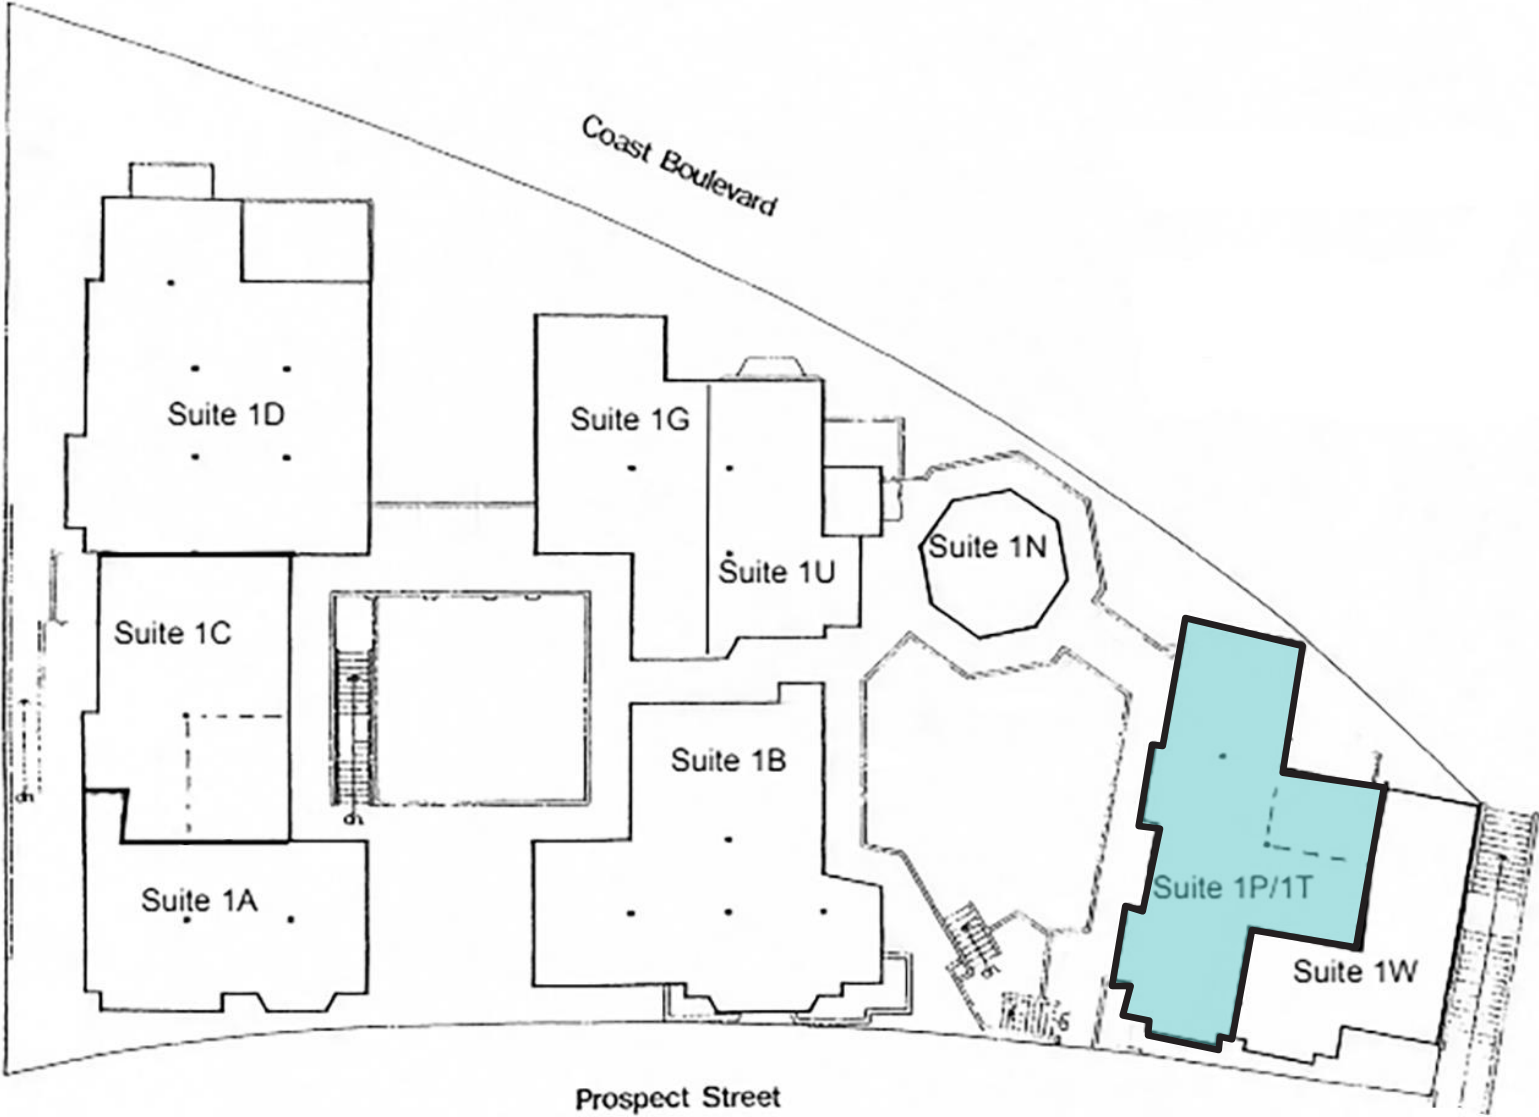 Coast Boulevard
Suite 1D
Suite 1G
Suite 1N
Suite 1U
Suite 1C
Suite 1B
Suite 1P/1T
Suite 1A
Suite 1W
Prospect Street